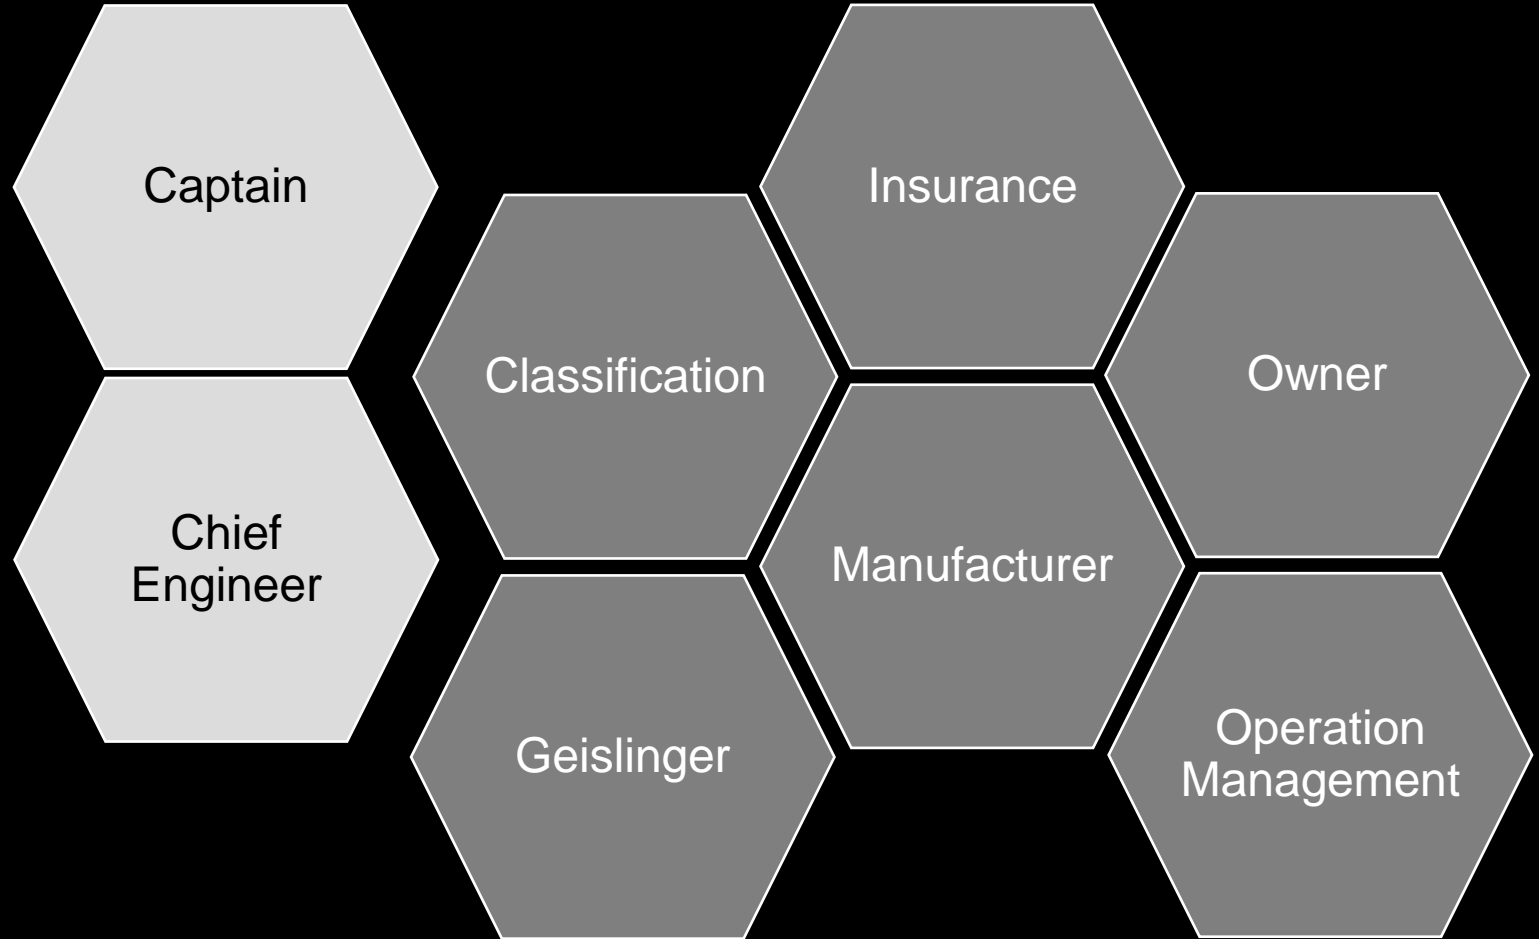 Captain
Insurance
Classification
Owner
Chief
Engineer
Manufacturer
Geislinger
Operation
Management